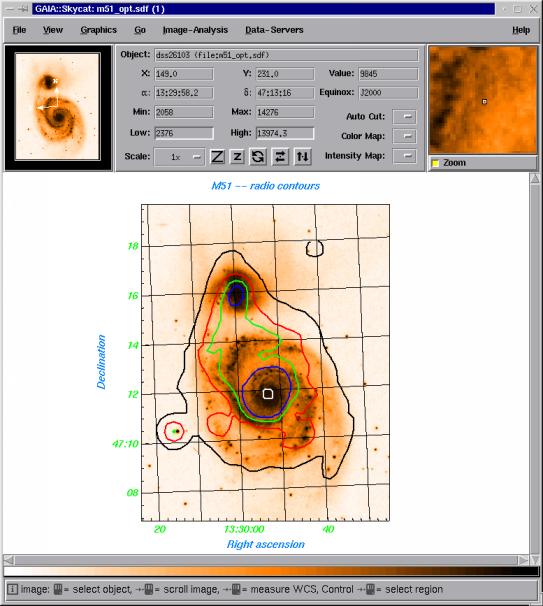 GAIA::Skycat: m51_opt.sdf (1)
File View Graphics Go Image-Analysis Data-Servers Help
Object: dss26103 (file:m51_opt.sdf)
X: 149.0 Y: 231.0 Value: 9845
α: 13:29:58.2 δ: 47:13:16 Equinox: J2000
Min: 2058 Max: 14276 Auto Cut:
Low: 2376 High: 13974.3 Color Map:
Scale: 1x Z z Intensity Map:
Zoom
M51 -- radio contours
18
16
14
12
47:10
08
Declination
20 13:30:00 40
Right ascension
image: = select object, = scroll image, = measure WCS, Control = select region